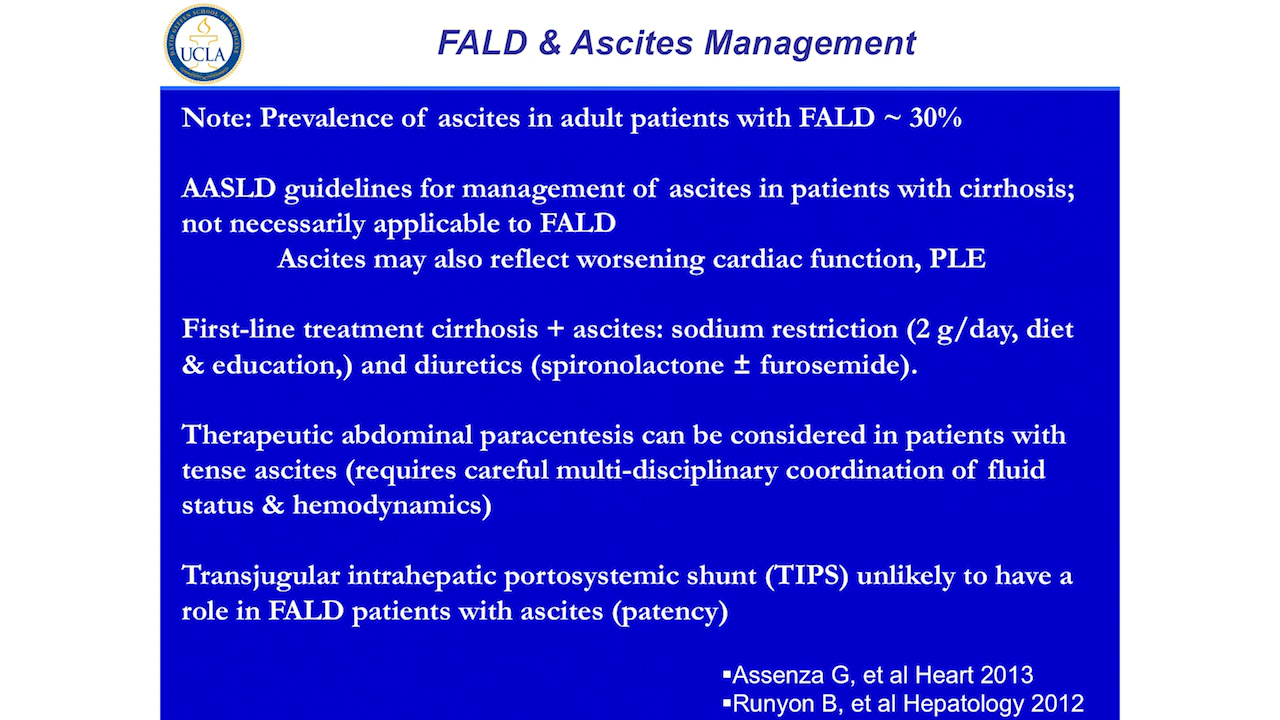 UCLA
FALD & Ascites Management
Note: Prevalence of ascites in adult patients with FALD ~ 30%
AASLD guidelines for management of ascites in patients with cirrhosis;
not necessarily applicable to FALD
Ascites may also reflect worsening cardiac function, PLE
First-line treatment cirrhosis + ascites: sodium restriction (2 g/day, diet
& education,) and diuretics (spironolactone ± furosemide).
Therapeutic abdominal paracentesis can be considered in patients with
tense ascites (requires careful multi-disciplinary coordination of fluid
status & hemodynamics)
Transjugular intrahepatic portosystemic shunt (TIPS) unlikely to have a
role in FALD patients with ascites (patency)
▪Assenza G, et al Heart 2013
▪Runyon B, et al Hepatology 2012